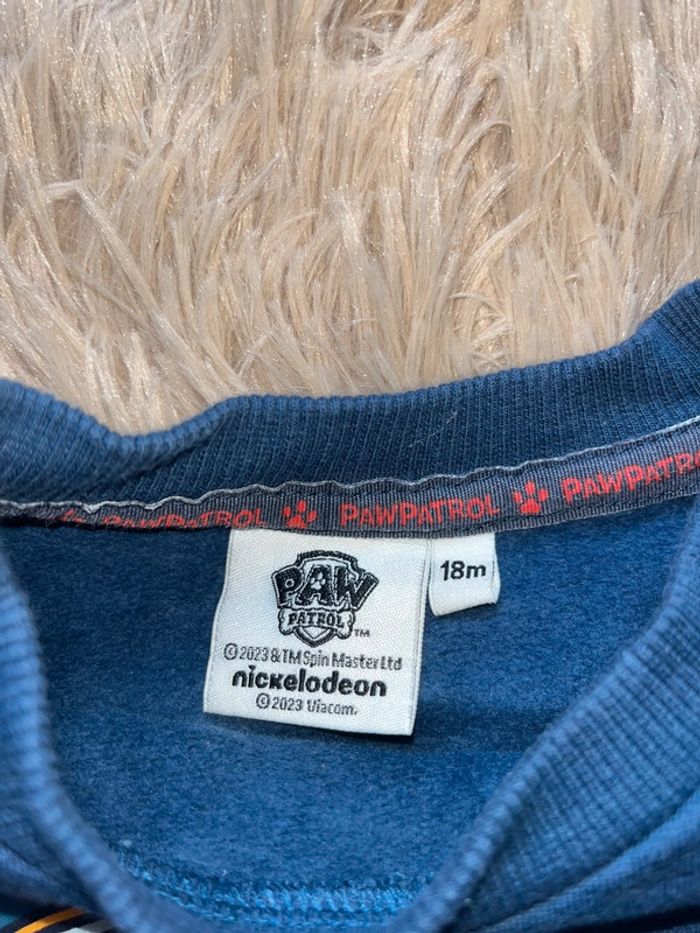 PAWPATROL PAWPATROL PAWPATROL
PAW
PATROL TM
18m
©2023 & TM Spin Master Ltd
nickelodeon
©2023 Viacom.